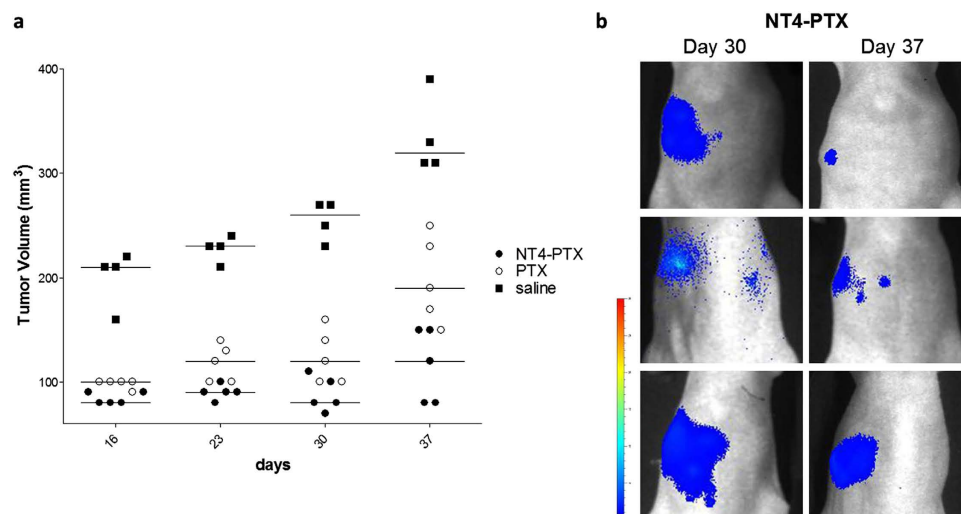 a
400
300
200
100
Tumor Volume (mm³)
16
23
30
37
days
NT4-PTX
PTX
saline
b
NT4-PTX
Day 30
Day 37